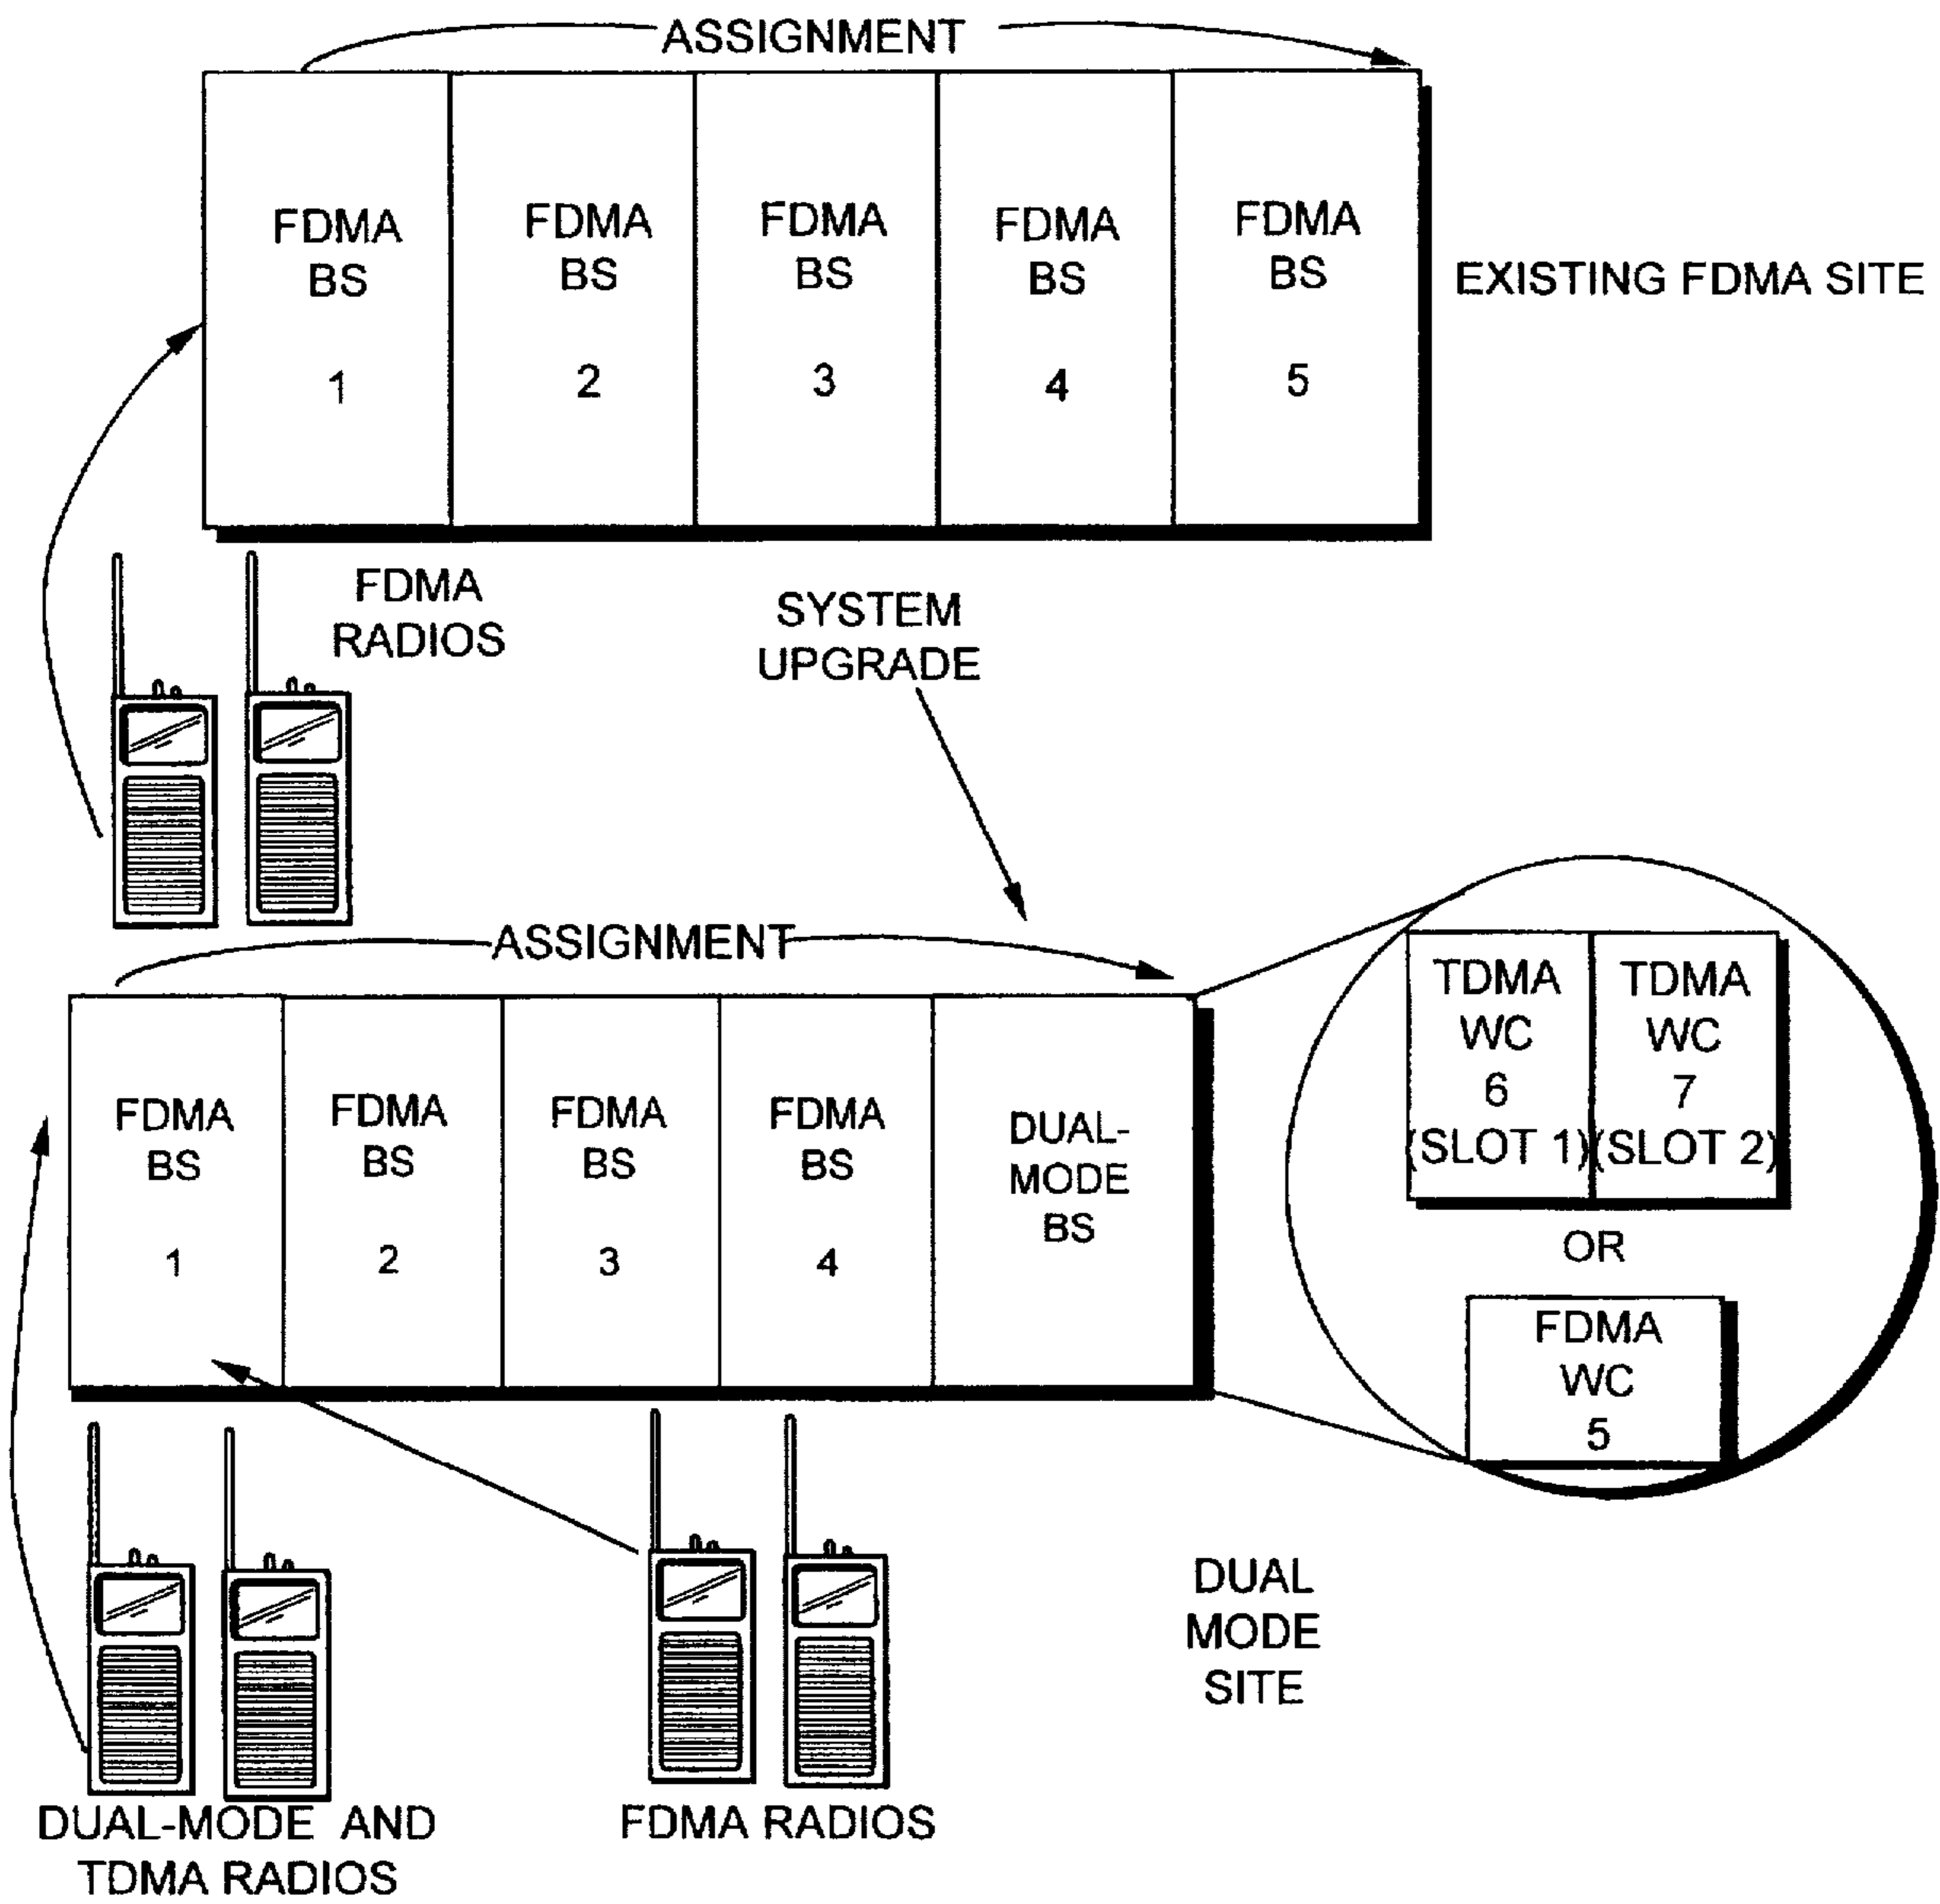 ASSIGNMENT
FDMA
BS
1
FDMA
BS
2
FDMA
BS
3
FDMA
BS
4
FDMA
BS
5
EXISTING FDMA SITE
FDMA
RADIOS
SYSTEM
UPGRADE
ASSIGNMENT
FDMA
BS
1
FDMA
BS
2
FDMA
BS
3
FDMA
BS
4
DUAL-
MODE
BS
TDMA
WC
6
(SLOT 1)
TDMA
WC
7
(SLOT 2)
OR
FDMA
WC
5
DUAL
MODE
SITE
DUAL-MODE AND
TDMA RADIOS
FDMA RADIOS